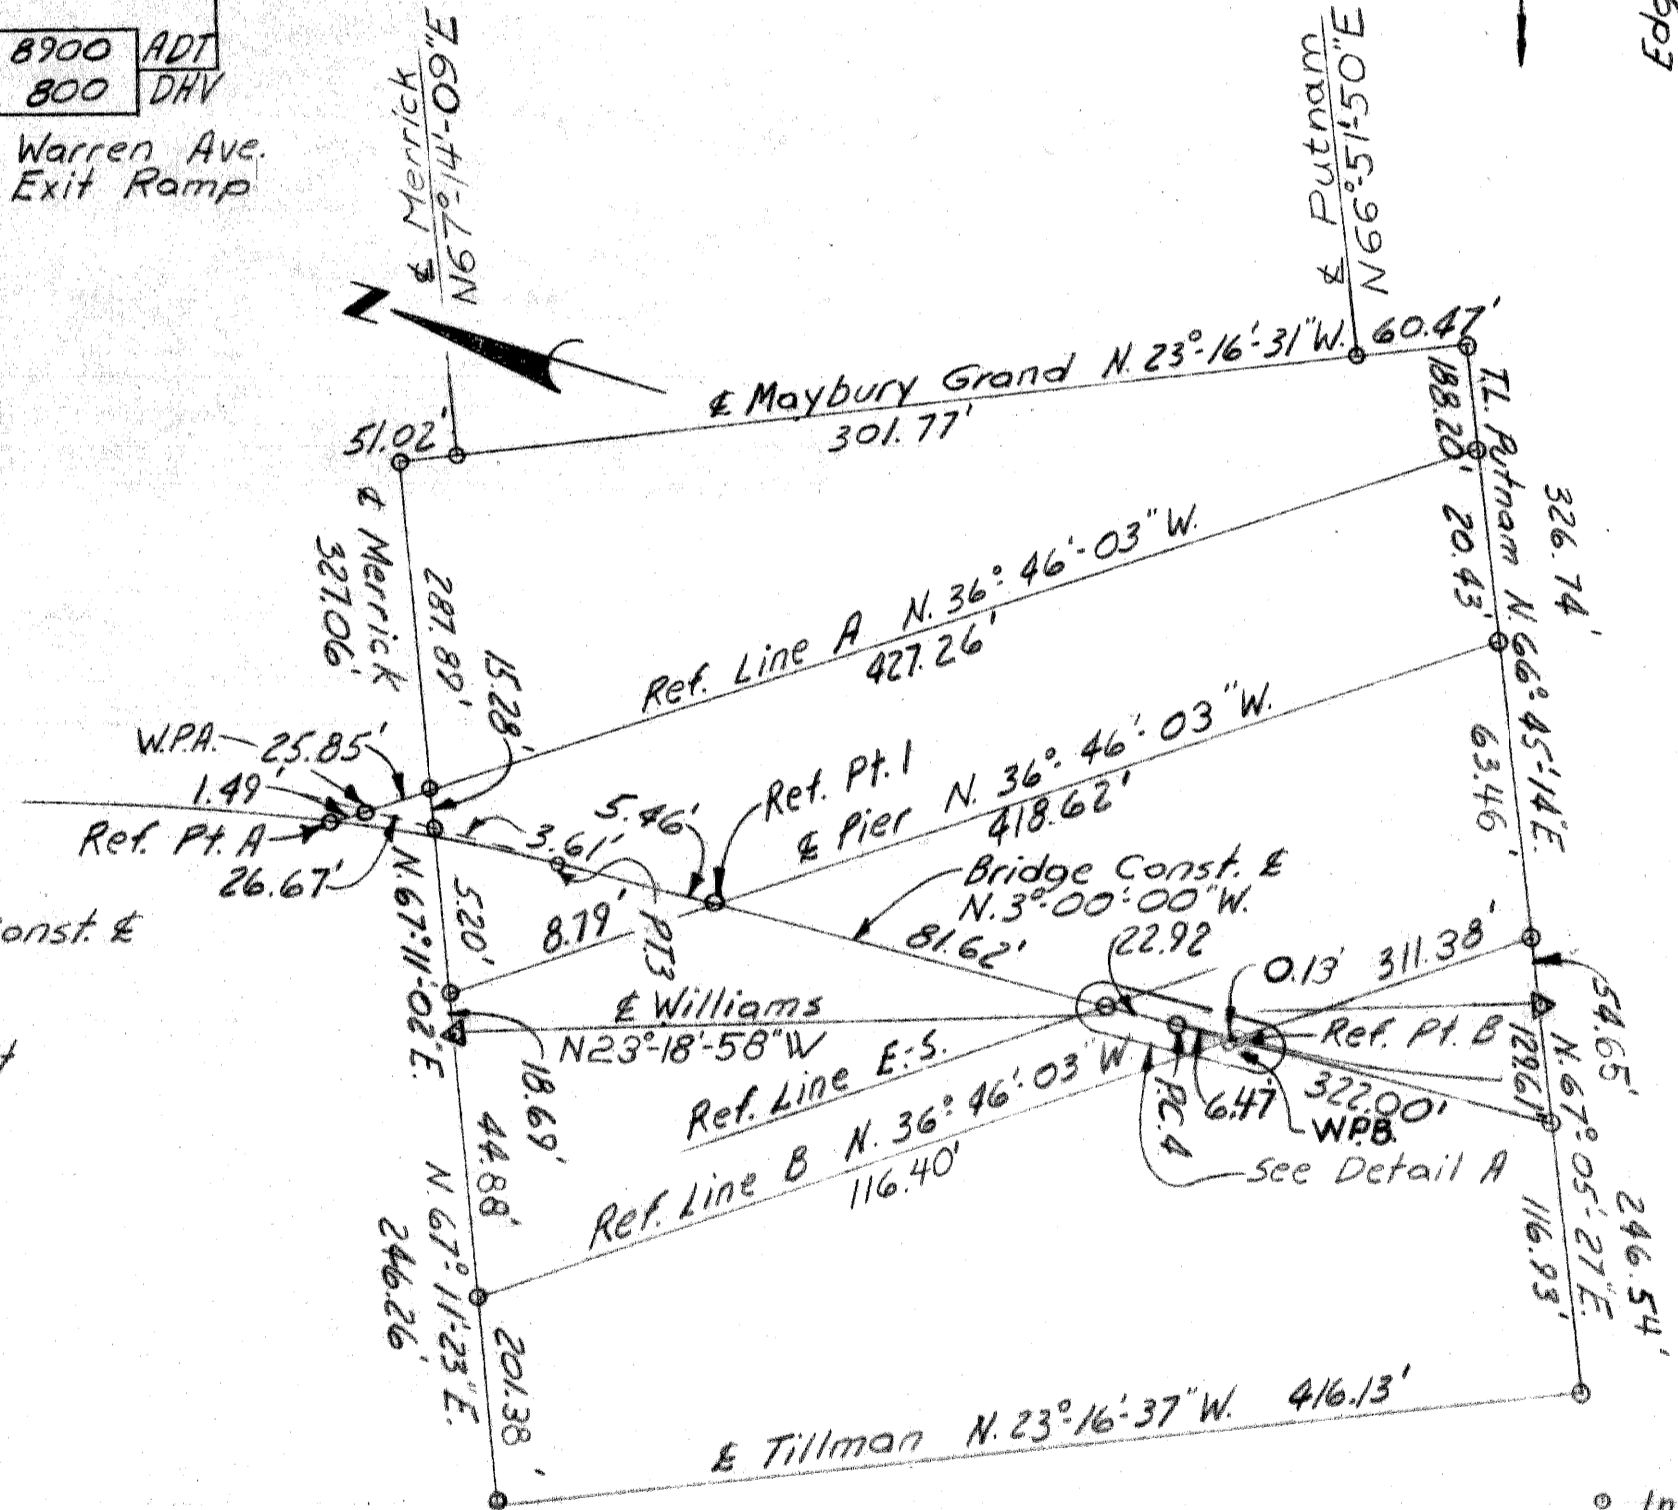 8900 ADT
800 DHV
Warren Ave.
Exit Ramp
℄ Merrick
N67°-14'-09"E
℄ Putnam
N66°-51'-50"E
N
51.02'
℄ Maybury Grand N. 23°-16'-31" W.
301.77'
60.47'
188.20'
T.L. Putnam N. 66°-45'-14" E.
326.74'
20.43'
63.46'
℄ Merrick
327.06'
287.89'
15.28'
Ref. Line A N. 36°-46'-03" W.
427.26'
W.P.A.
25.85'
1.49'
Ref. Pt. A
26.67'
3.61'
5.46'
Ref. Pt. 1
℄ Pier N. 36°-46'-03" W.
418.62'
onst. ℄
N. 67°-11'-02" E.
5.20'
8.79'
P.T.3
Bridge Const. ℄
N. 3°-00'-00" W.
81.62'
22.92
0.13'
311.38'
54.65'
℄ Williams
N23°-18'-58"W
18.69'
Ref. Line E-S.
Ref. Pt. B
P.C.4
6.47
322.00'
W.P.B.
See Detail A
129.61'
N. 67°-05'-27" E.
246.54'
116.93'
Ref. Line B N. 36°-46'-03" W
116.40'
44.88'
N. 67°-11'-23" E.
246.26'
201.38'
℄ Tillman N. 23°-16'-37" W. 416.13'